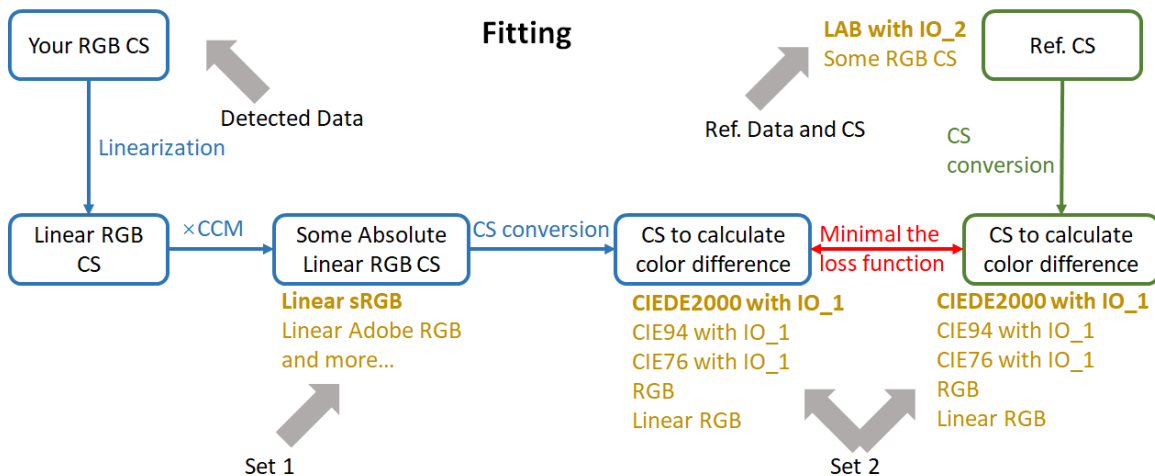 Fitting
Your RGB CS
Detected Data
Linearization
LAB with IO_2
Some RGB CS
Ref. CS
Ref. Data and CS
CS
conversion
Linear RGB
CS
×CCM
Some Absolute
Linear RGB CS
CS conversion
CS to calculate
color difference
Minimal the
loss function
CS to calculate
color difference
Linear sRGB
Linear Adobe RGB
and more...
CIEDE2000 with IO_1
CIE94 with IO_1
CIE76 with IO_1
RGB
Linear RGB
CIEDE2000 with IO_1
CIE94 with IO_1
CIE76 with IO_1
RGB
Linear RGB
Set 1
Set 2